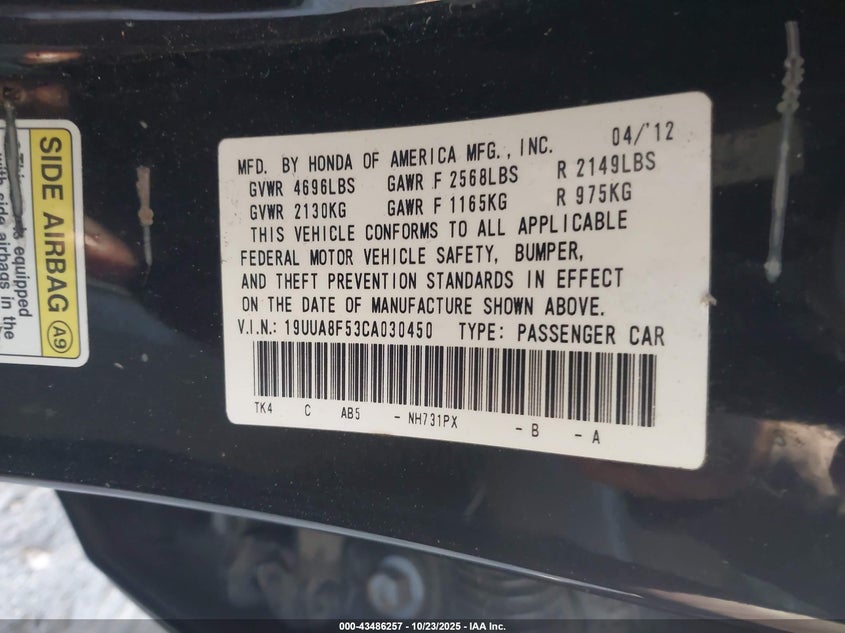 MFD. BY HONDA OF AMERICA MFG., INC. 04/'12
GVWR 4696LBS GAWR F 2568LBS R 2149LBS
GVWR 2130KG GAWR F 1165KG R 975KG
THIS VEHICLE CONFORMS TO ALL APPLICABLE
FEDERAL MOTOR VEHICLE SAFETY, BUMPER,
AND THEFT PREVENTION STANDARDS IN EFFECT
ON THE DATE OF MANUFACTURE SHOWN ABOVE.
V.I.N.: 19UUA8F53CA030450 TYPE: PASSENGER CAR
TK4 C AB5 - NH731PX - B - A
SIDE AIRBAG A9
equipped
with side airbags in the
000-43486257 - 10/23/2025 - IAA Inc.